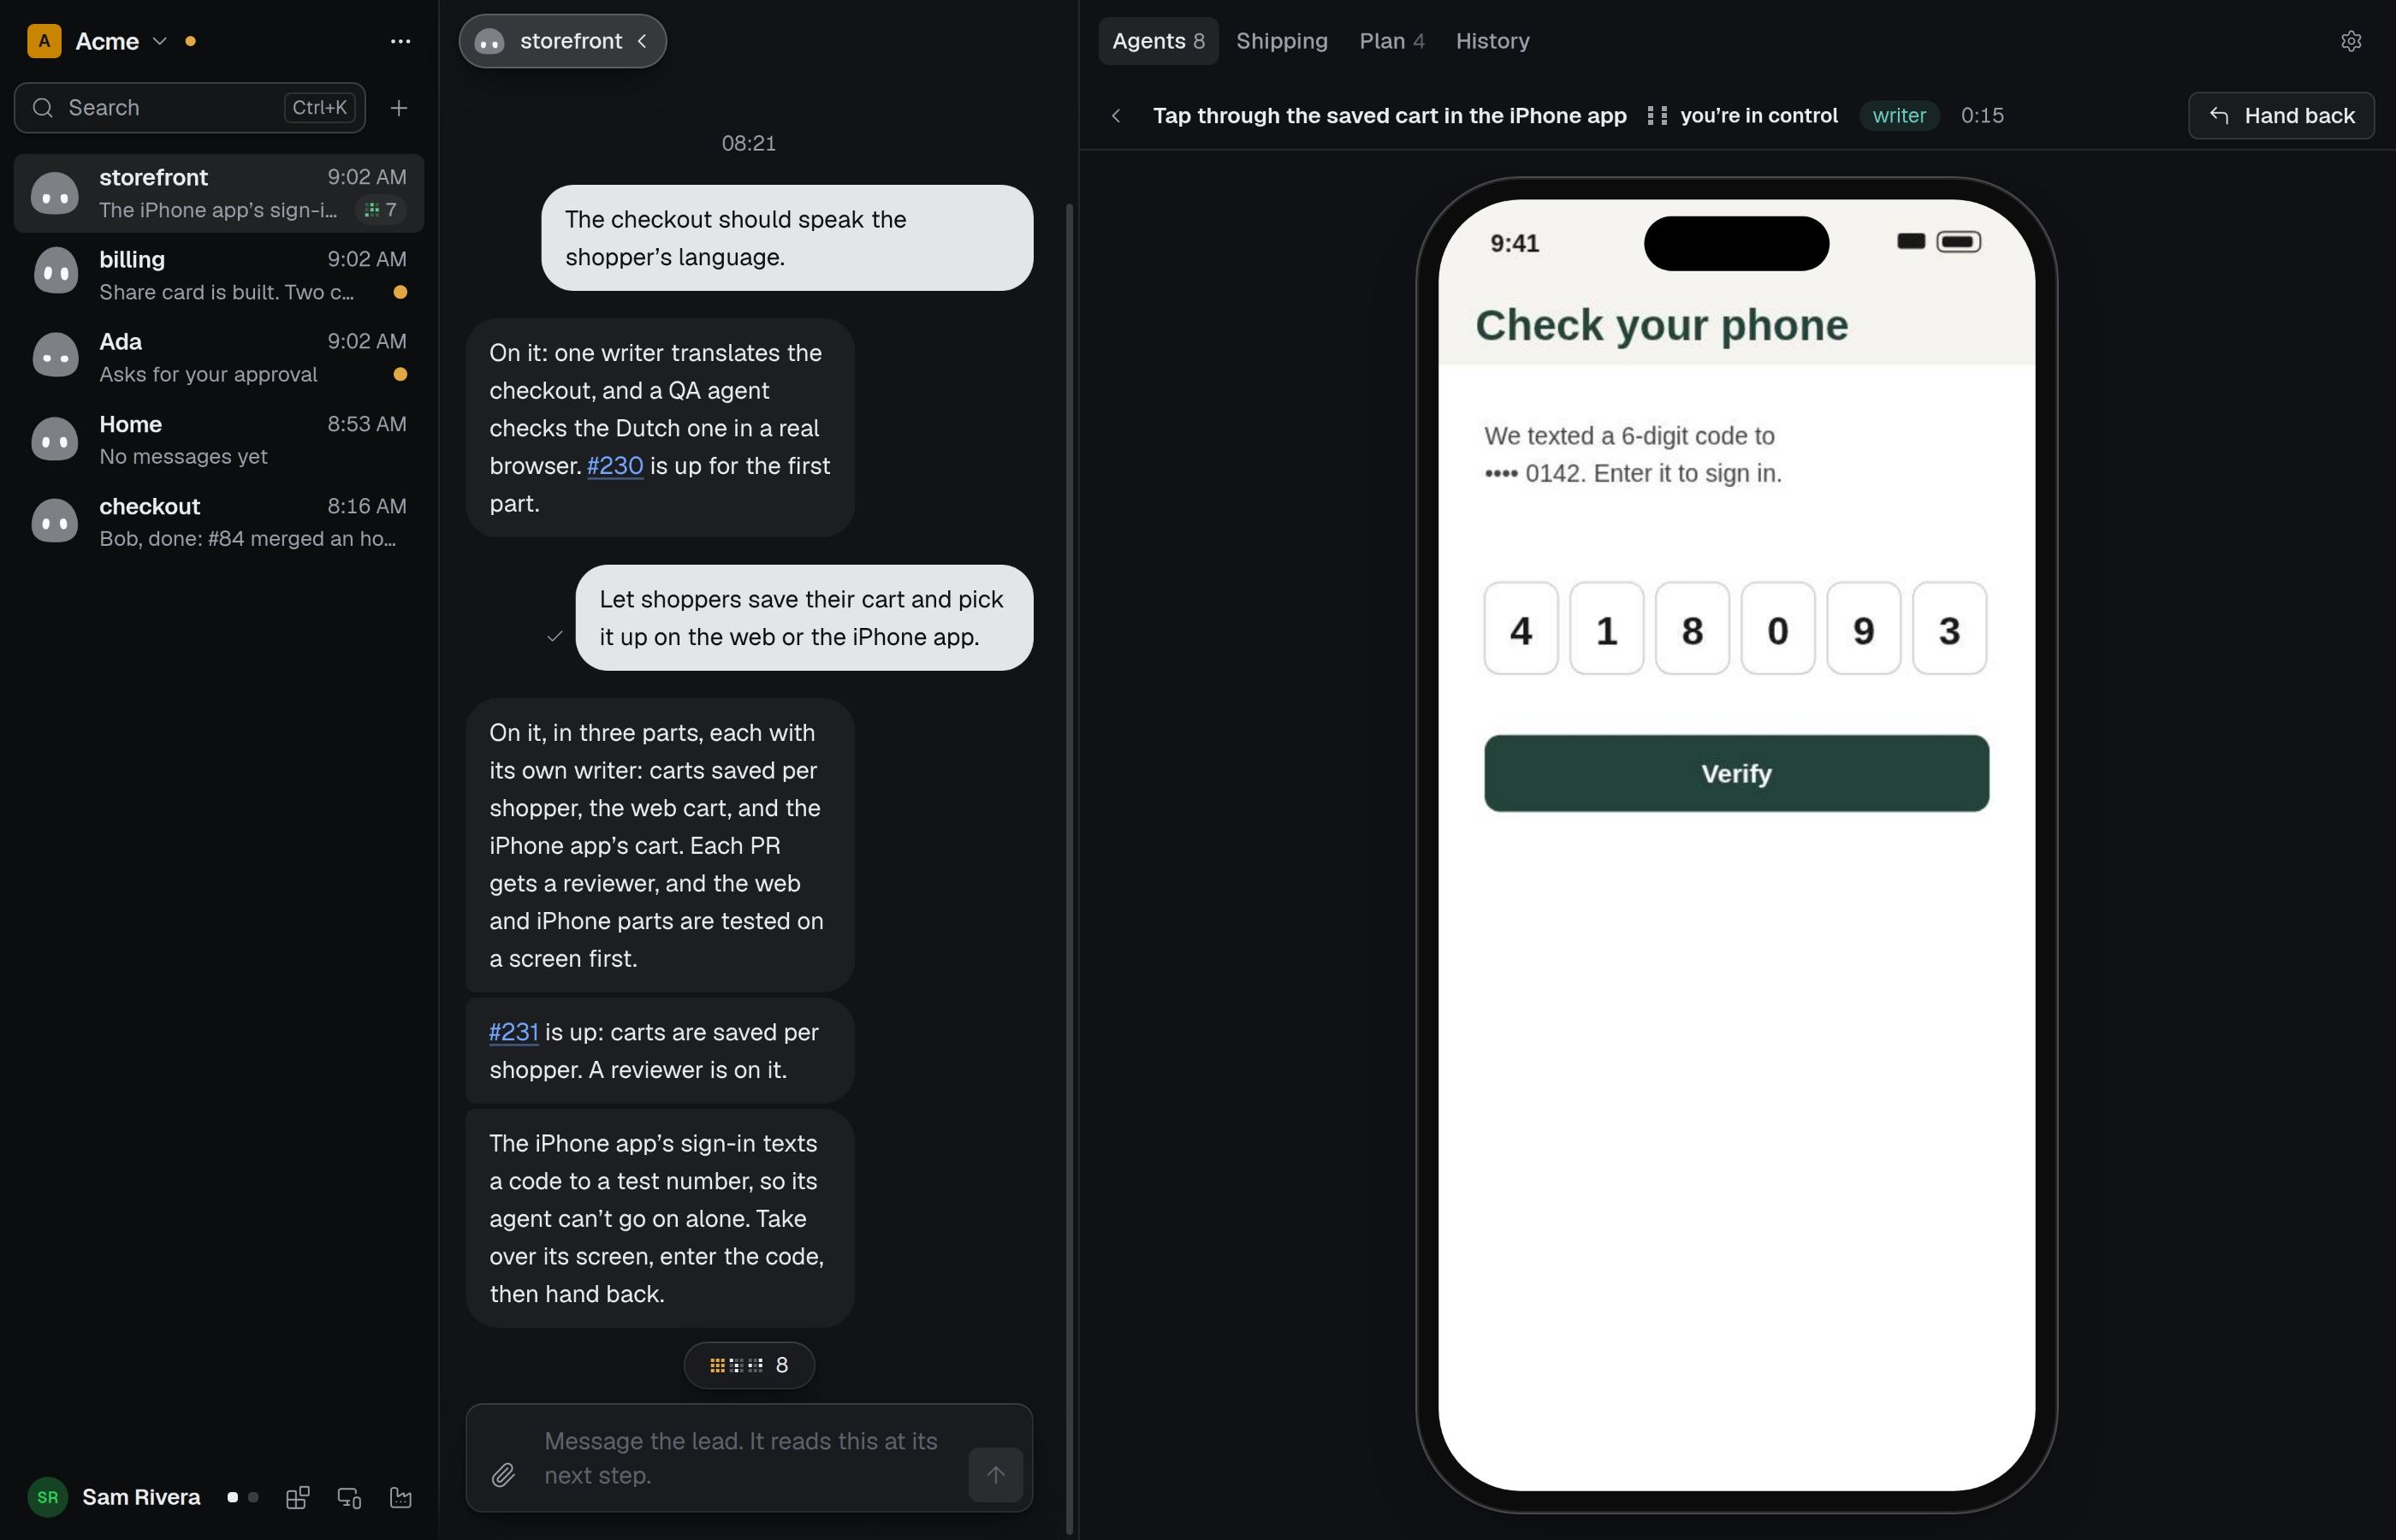 A Acme
Search Ctrl+K
storefront 9:02 AM
The iPhone app’s sign-i... 7
billing 9:02 AM
Share card is built. Two c...
Ada 9:02 AM
Asks for your approval
Home 8:53 AM
No messages yet
checkout 8:16 AM
Bob, done: #84 merged an ho...
SR Sam Rivera
storefront
08:21
The checkout should speak the
shopper’s language.
On it: one writer translates the
checkout, and a QA agent
checks the Dutch one in a real
browser. #230 is up for the first
part.
Let shoppers save their cart and pick
it up on the web or the iPhone app.
On it, in three parts, each with
its own writer: carts saved per
shopper, the web cart, and the
iPhone app’s cart. Each PR
gets a reviewer, and the web
and iPhone parts are tested on
a screen first.
#231 is up: carts are saved per
shopper. A reviewer is on it.
The iPhone app’s sign-in texts
a code to a test number, so its
agent can’t go on alone. Take
over its screen, enter the code,
then hand back.
8
Message the lead. It reads this at its
next step.
Agents 8 Shipping Plan 4 History
Tap through the saved cart in the iPhone app you’re in control writer 0:15 Hand back
9:41
Check your phone
We texted a 6-digit code to
•••• 0142. Enter it to sign in.
4 1 8 0 9 3
Verify